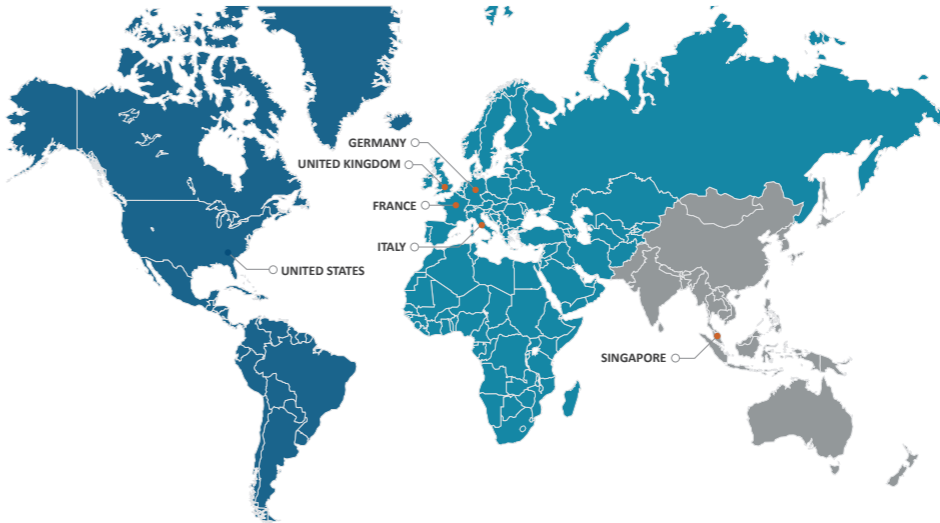 GERMANY
UNITED KINGDOM
FRANCE
ITALY
UNITED STATES
SINGAPORE